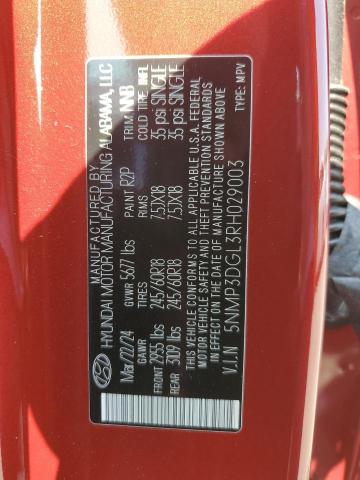 MANUFACTURED BY
HYUNDAI MOTOR MANUFACTURING ALABAMA, LLC
Mar/22/24 GVWR 5677 lbs PAINT R2P TRIM NNB
GAWR TIRES RIMS COLD TIRE INFL
FRONT 2955 lbs 245/60R18 7.5JX18 35 psi SINGLE
REAR 3109 lbs 245/60R18 7.5JX18 35 psi SINGLE
THIS VEHICLE CONFORMS TO ALL APPLICABLE U.S.A. FEDERAL
MOTOR VEHICLE SAFETY AND THEFT PREVENTION STANDARDS
IN EFFECT ON THE DATE OF MANUFACTURE SHOWN ABOVE.
V.I.N 5NMP3DGL3RH029003 TYPE: MPV